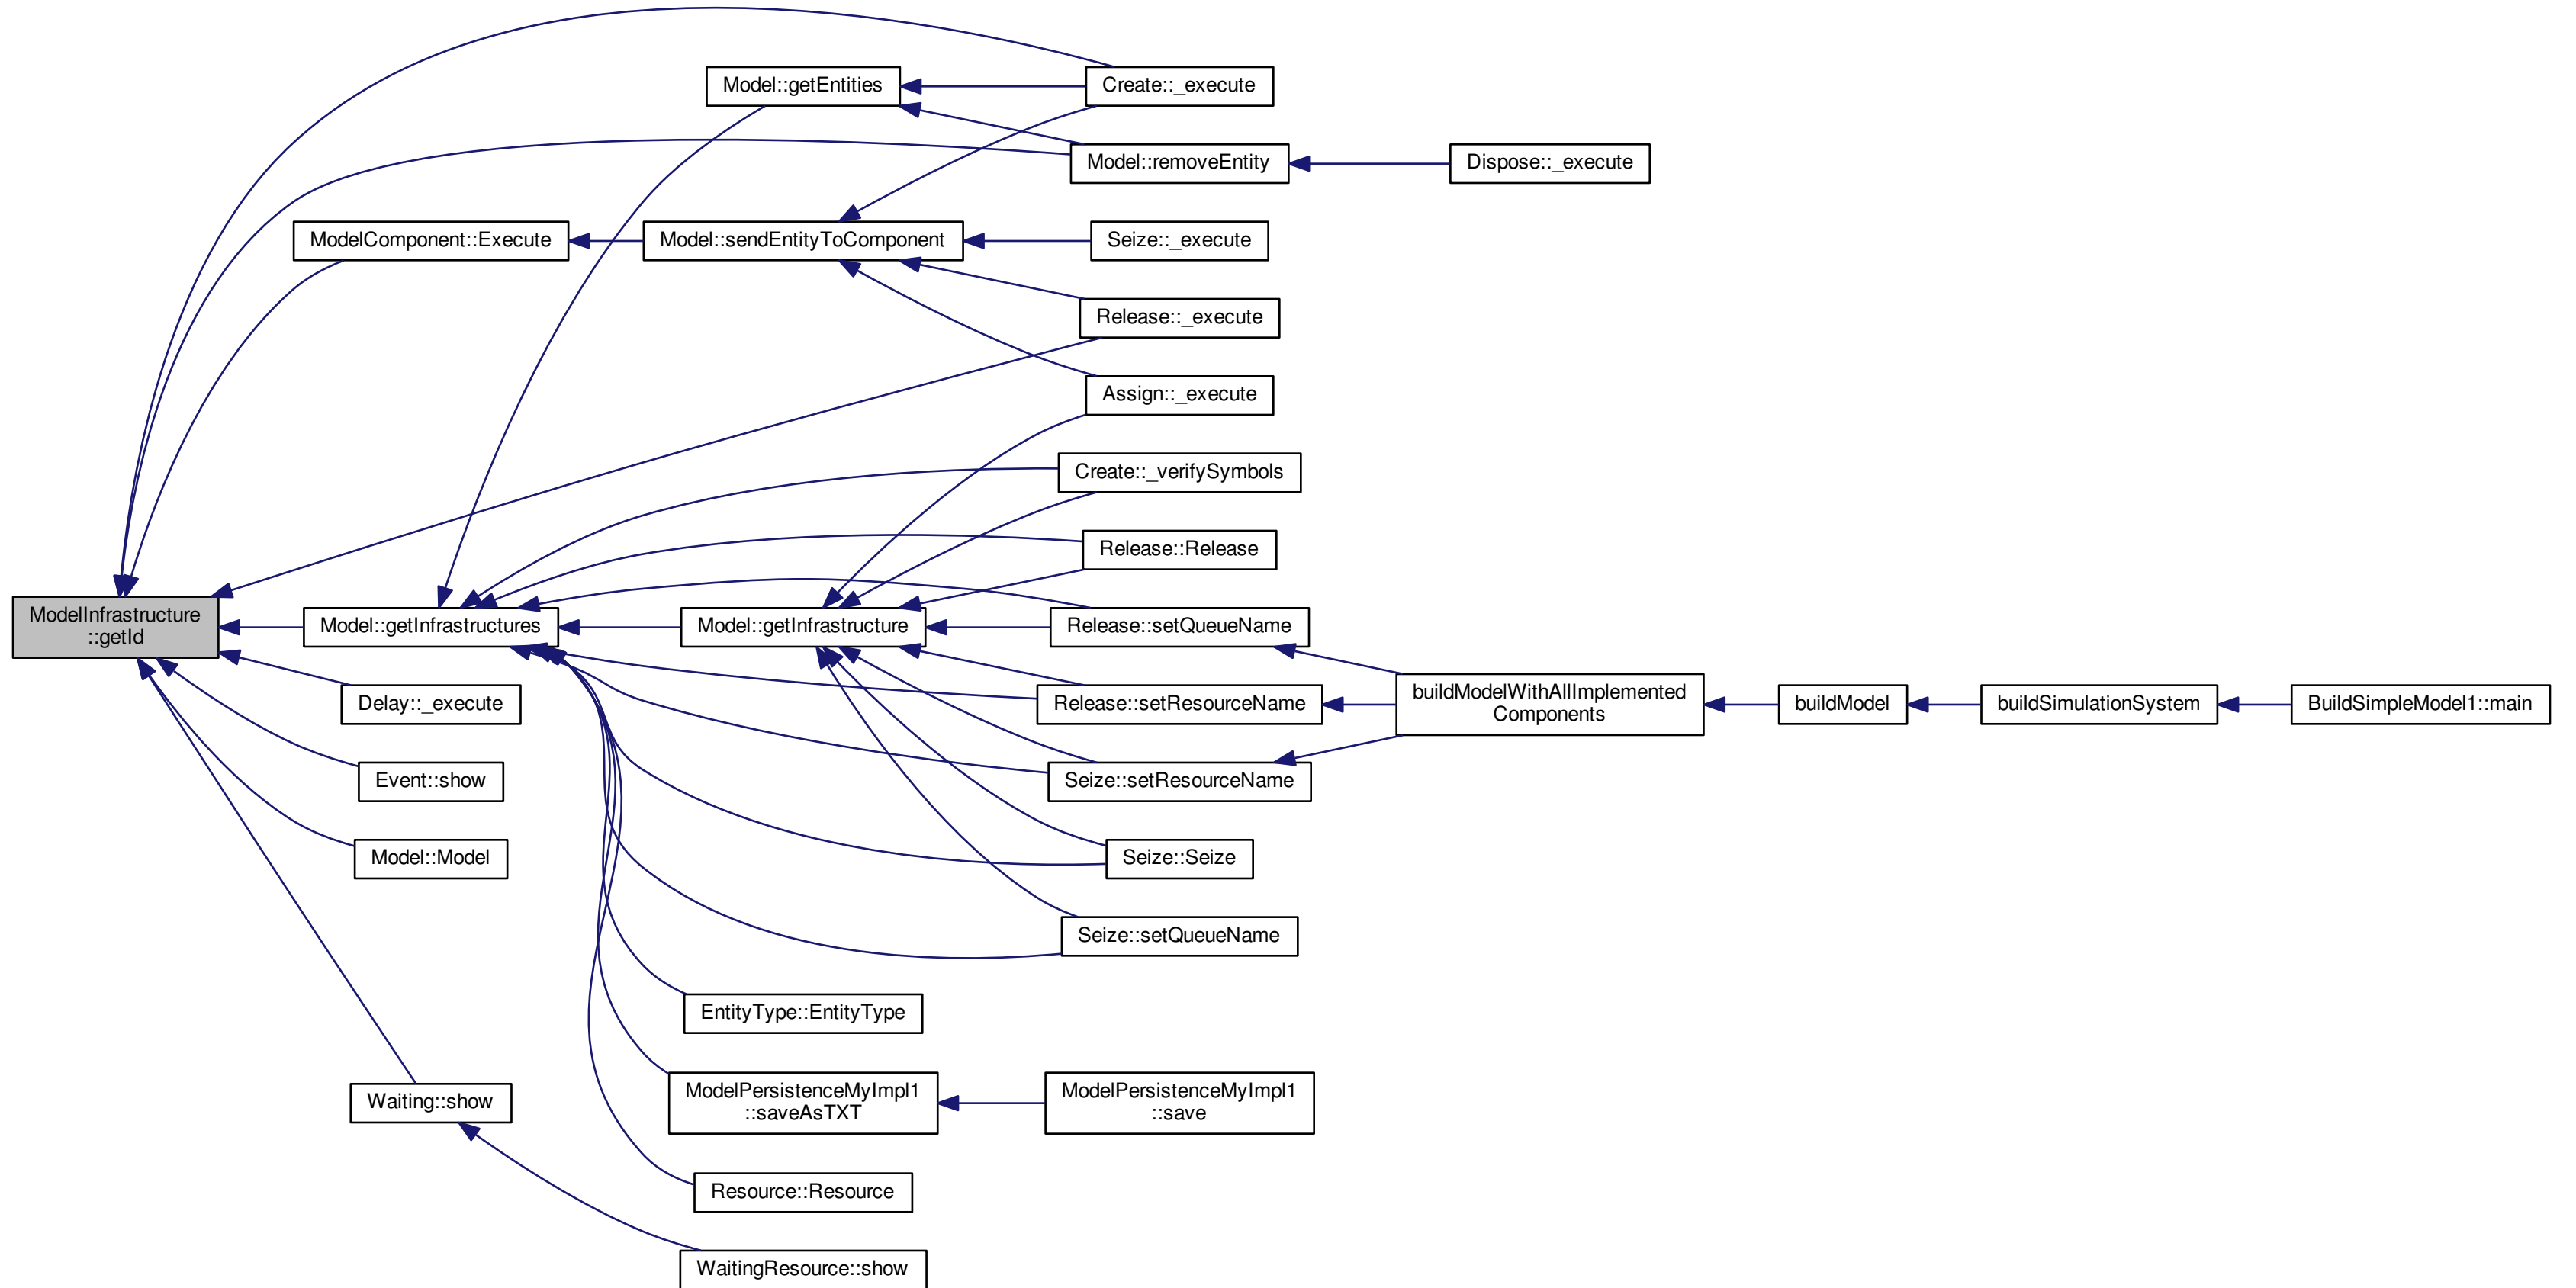 Model::getEntities
Create::_execute
Model::removeEntity
Dispose::_execute
ModelComponent::Execute
Model::sendEntityToComponent
Seize::_execute
Release::_execute
Assign::_execute
Create::_verifySymbols
Release::Release
ModelInfrastructure
::getId
Model::getInfrastructures
Model::getInfrastructure
Release::setQueueName
Delay::_execute
Release::setResourceName
buildModelWithAllImplemented
Components
buildModel
buildSimulationSystem
BuildSimpleModel1::main
Event::show
Seize::setResourceName
Model::Model
Seize::Seize
Seize::setQueueName
EntityType::EntityType
Waiting::show
ModelPersistenceMyImpl1
::saveAsTXT
ModelPersistenceMyImpl1
::save
Resource::Resource
WaitingResource::show